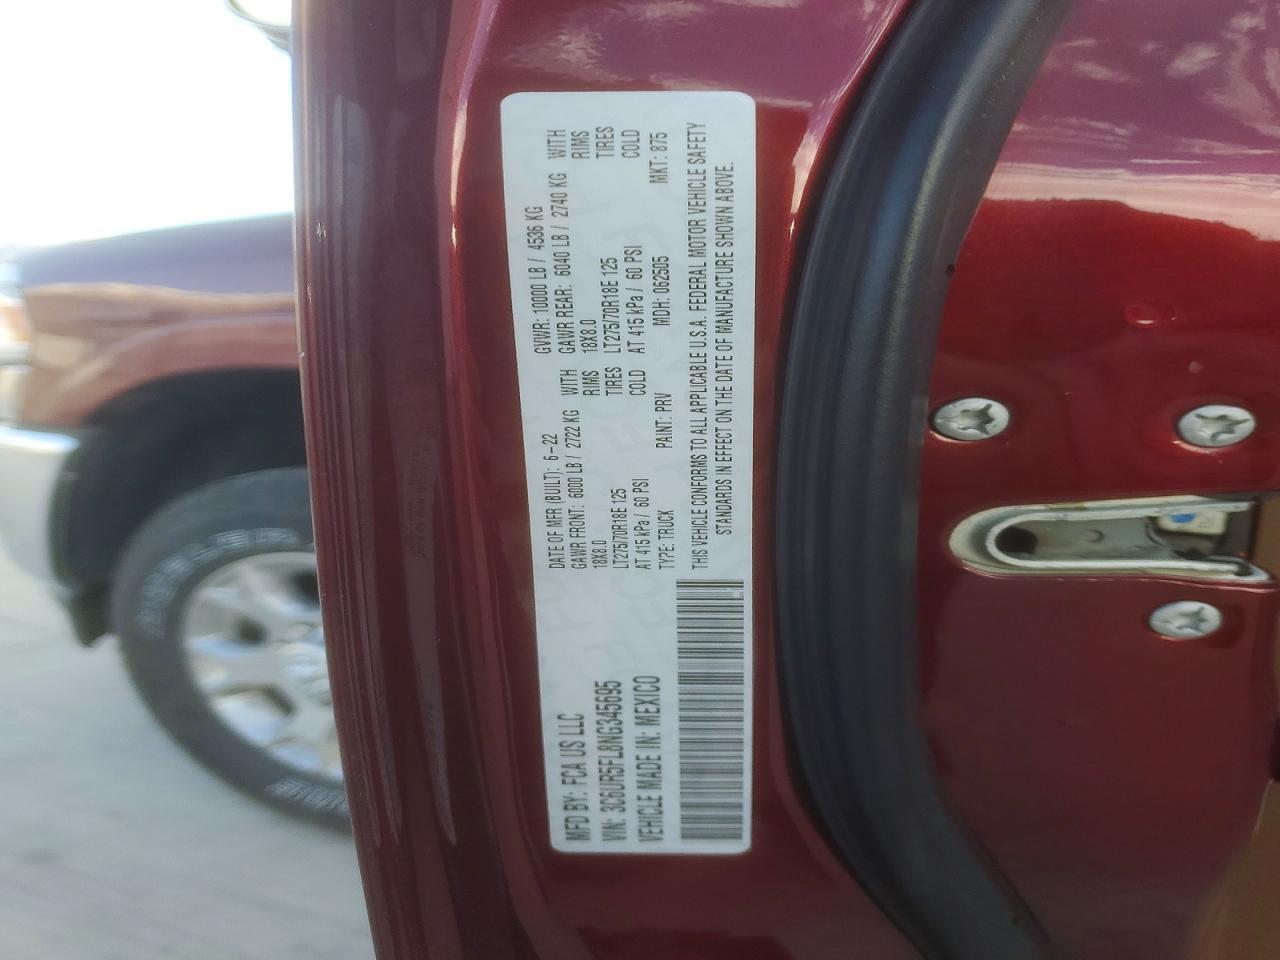 MFD BY: FCA US LLC
VIN: 3C6UR5FL8NG345695
VEHICLE MADE IN: MEXICO
DATE OF MFR (BUILT): 6-22
GAWR FRONT: 6000 LB / 2722 KG WITH
18X8.0 RIMS
LT275/70R18E 125 TIRES
AT 415 kPa / 60 PSI COLD
TYPE: TRUCK PAINT: PRV
GVWR: 10000 LB / 4536 KG
GAWR REAR: 6040 LB / 2740 KG WITH
18X8.0 RIMS
LT275/70R18E 125 TIRES
AT 415 kPa / 60 PSI COLD
MDH: 062505 MKT: 875
THIS VEHICLE CONFORMS TO ALL APPLICABLE U.S.A. FEDERAL MOTOR VEHICLE SAFETY
STANDARDS IN EFFECT ON THE DATE OF MANUFACTURE SHOWN ABOVE.